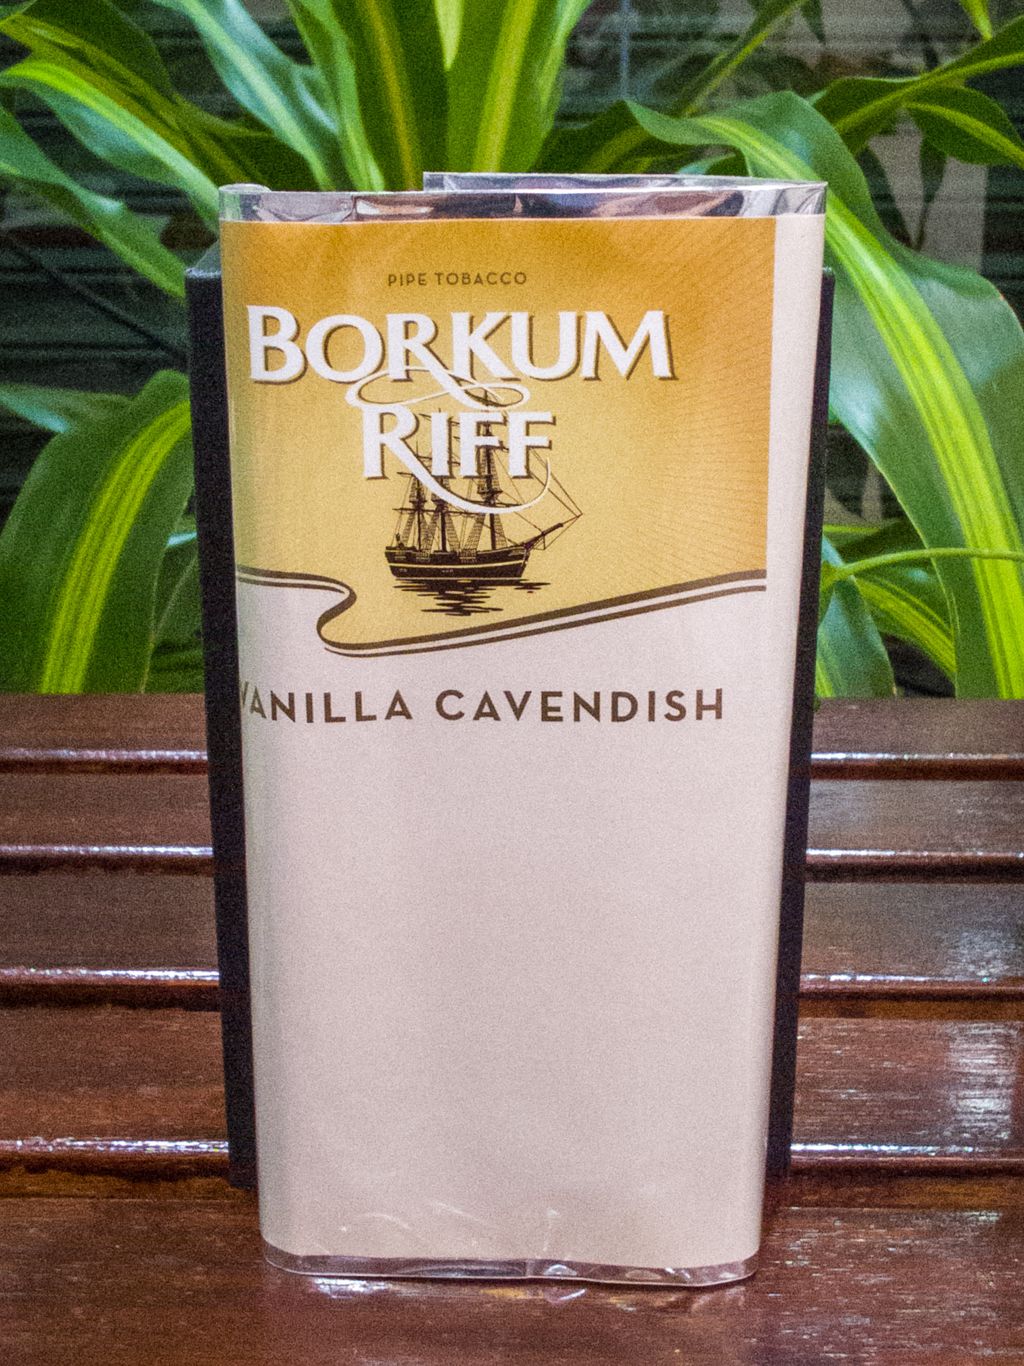 PIPE TOBACCO
BORKUM
RIFF
VANILLA CAVENDISH